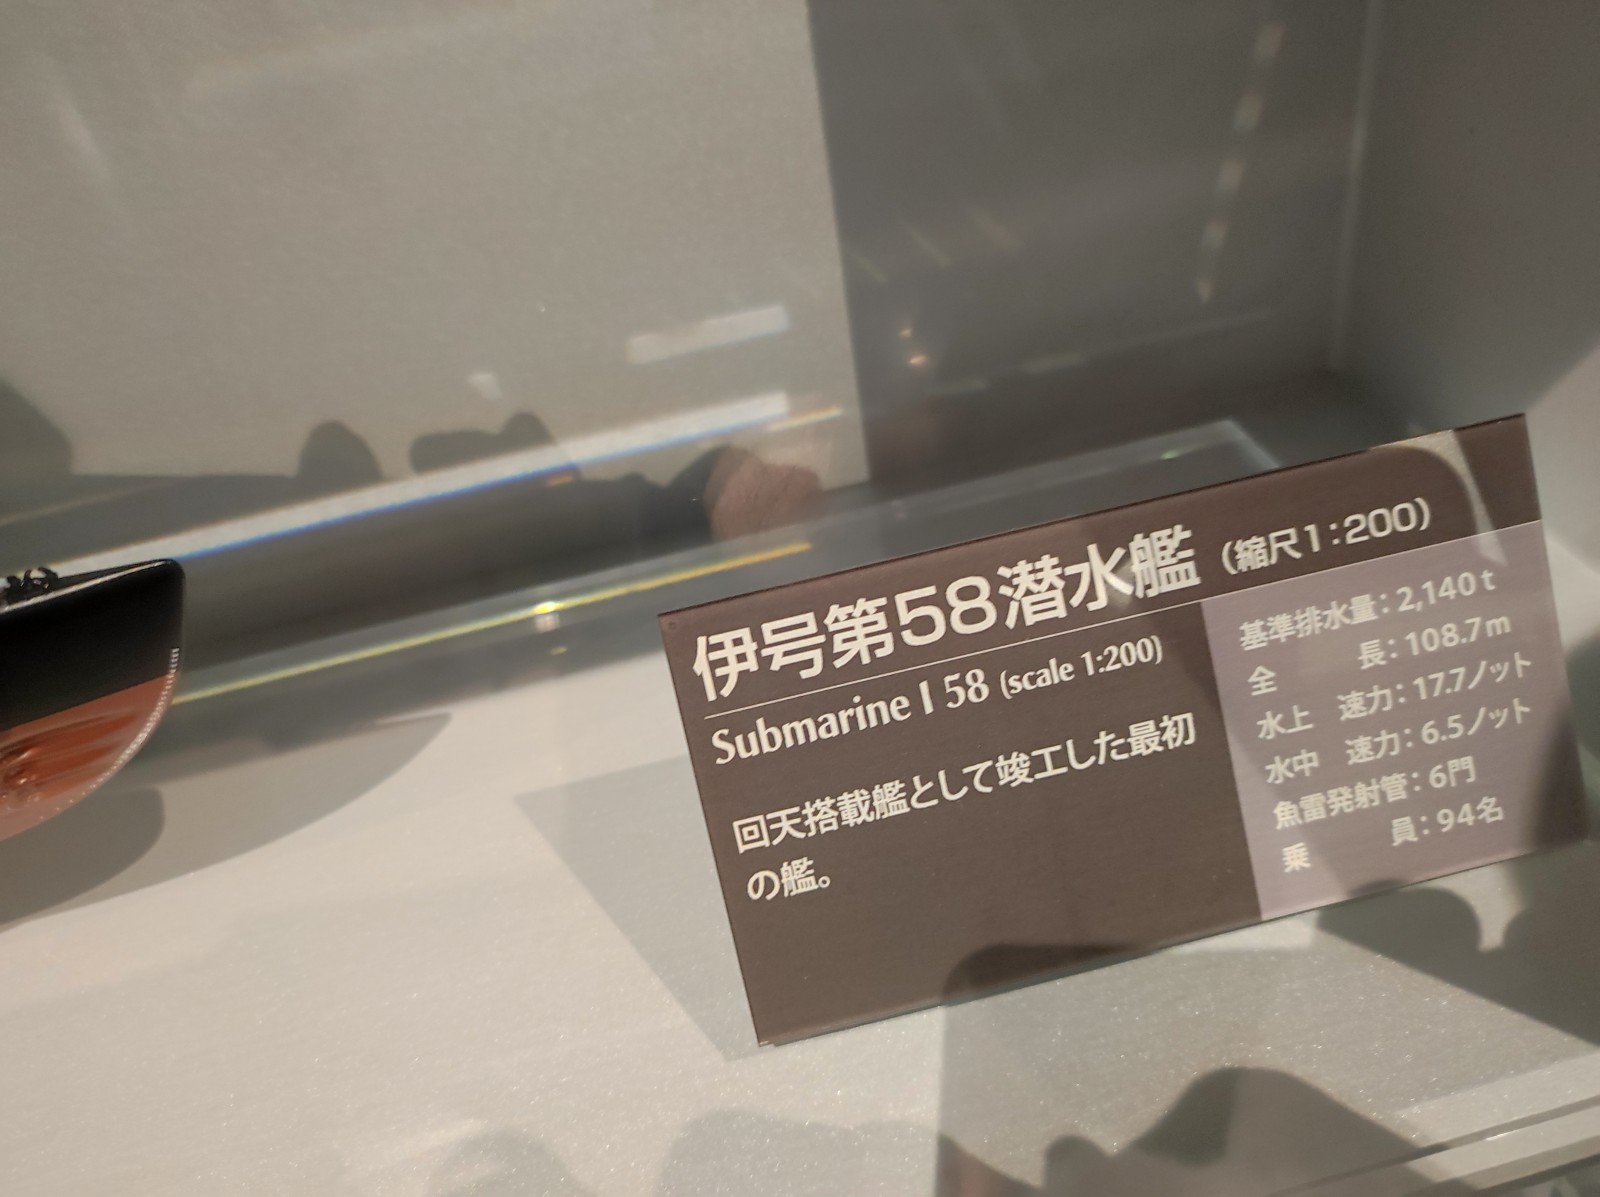 伊号第58潜水艦 (縮尺1:200)
Submarine I 58 (scale 1:200)
回天搭載艦として竣工した最初
の艦。
基準排水量：2,140 t
全　　　長：108.7m
水上　速力：17.7ノット
水中　速力：6.5ノット
魚雷発射管：6門
乗　　　員：94名